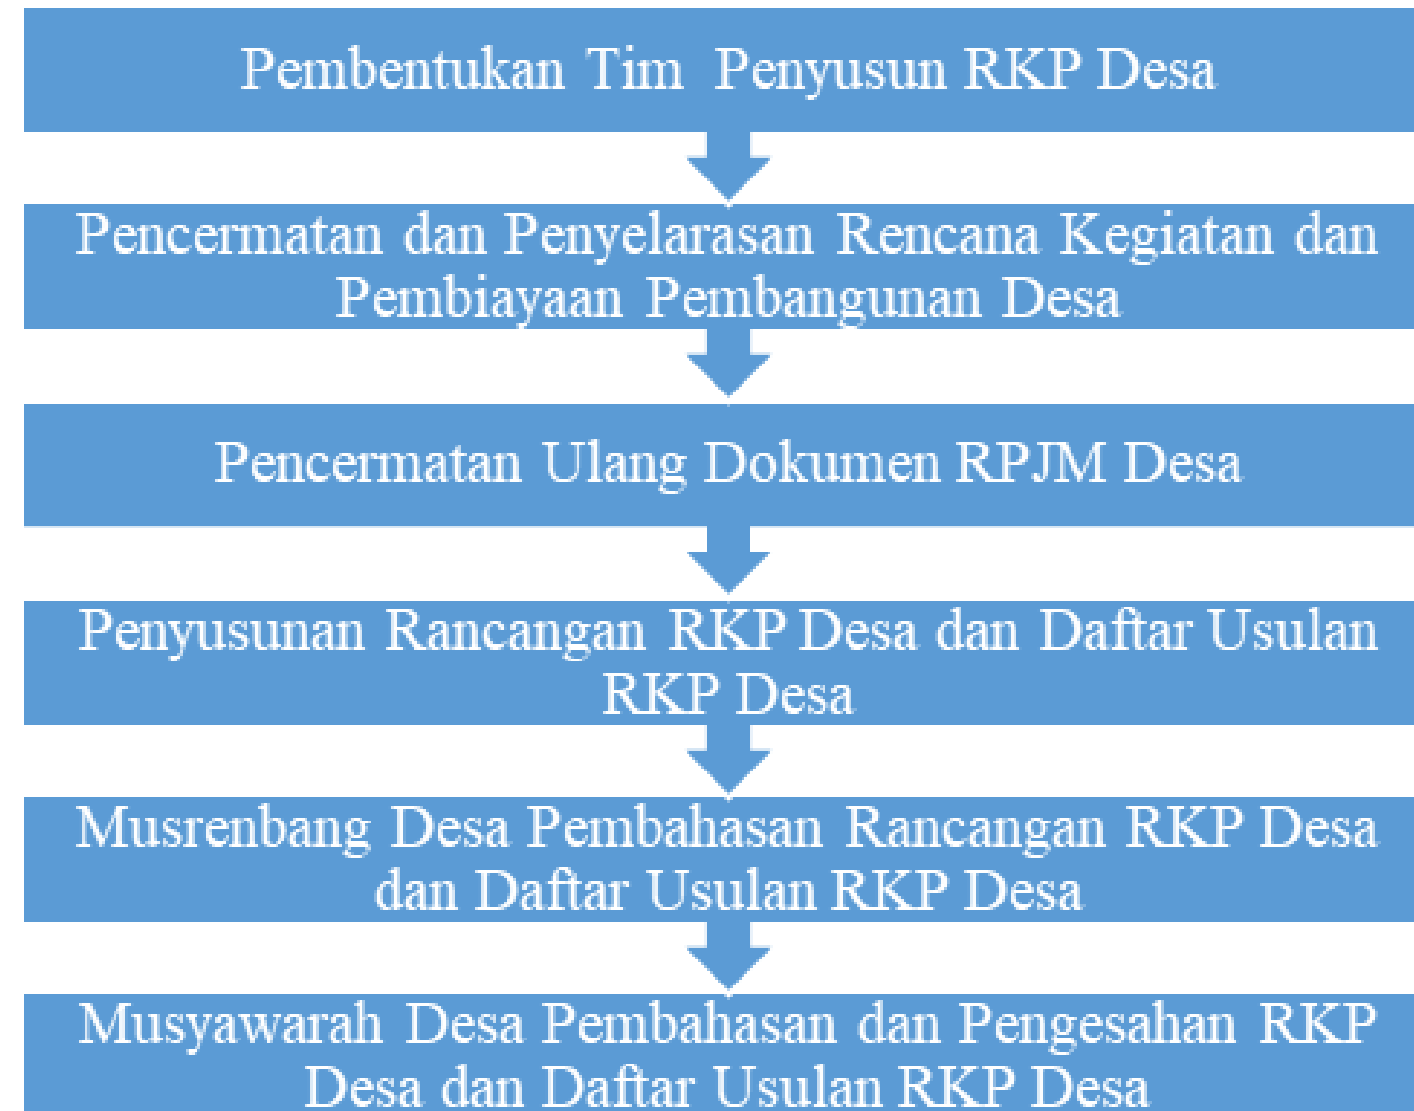 Pembentukan Tim Penyusun RKP Desa
Pencermatan dan Penyelarasan Rencana Kegiatan dan
Pembiayaan Pembangunan Desa
Pencermatan Ulang Dokumen RPJM Desa
Penyusunan Rancangan RKP Desa dan Daftar Usulan
RKP Desa
Musrenbang Desa Pembahasan Rancangan RKP Desa
dan Daftar Usulan RKP Desa
Musyawarah Desa Pembahasan dan Pengesahan RKP
Desa dan Daftar Usulan RKP Desa